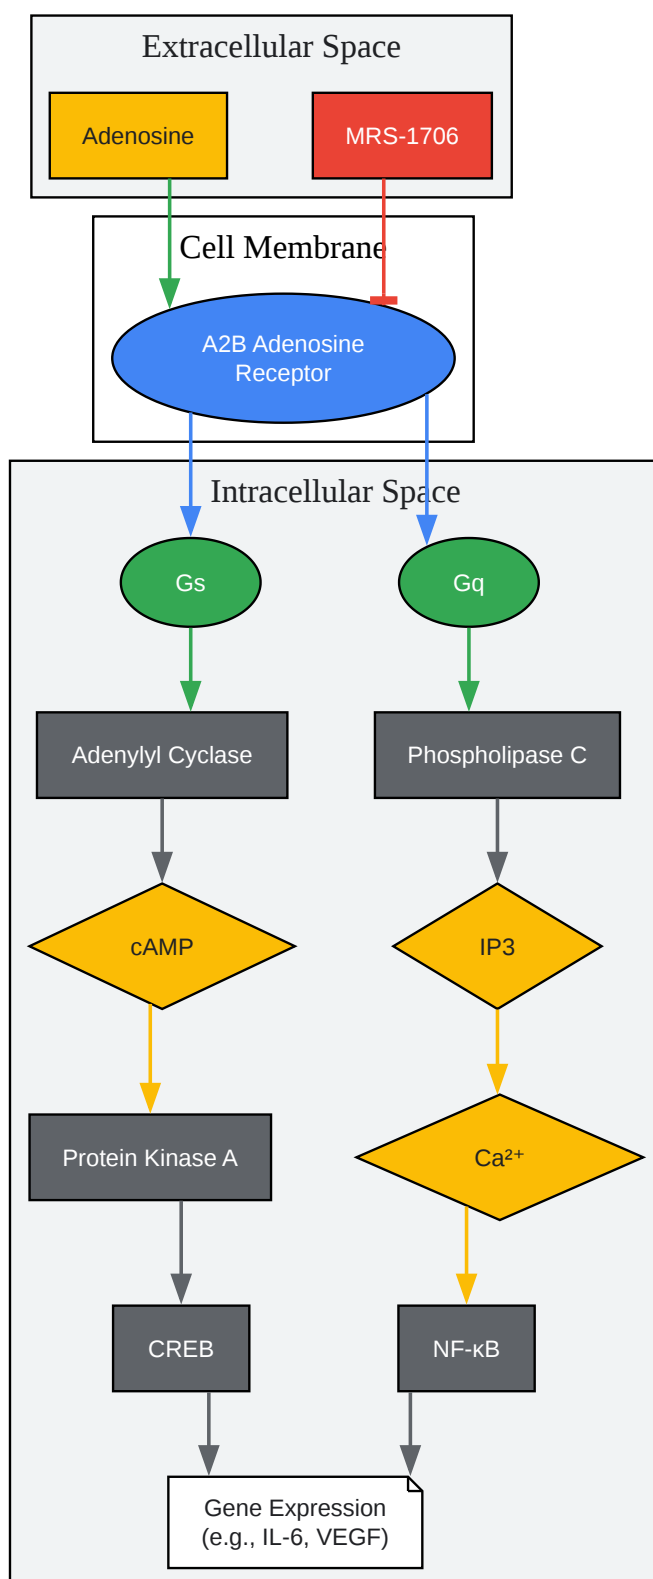 Extracellular Space
Adenosine
MRS-1706
Cell Membrane
A2B Adenosine
Receptor
Intracellular Space
Gs
Gq
Adenylyl Cyclase
Phospholipase C
cAMP
IP3
Protein Kinase A
Ca²⁺
CREB
NF-κB
Gene Expression
(e.g., IL-6, VEGF)